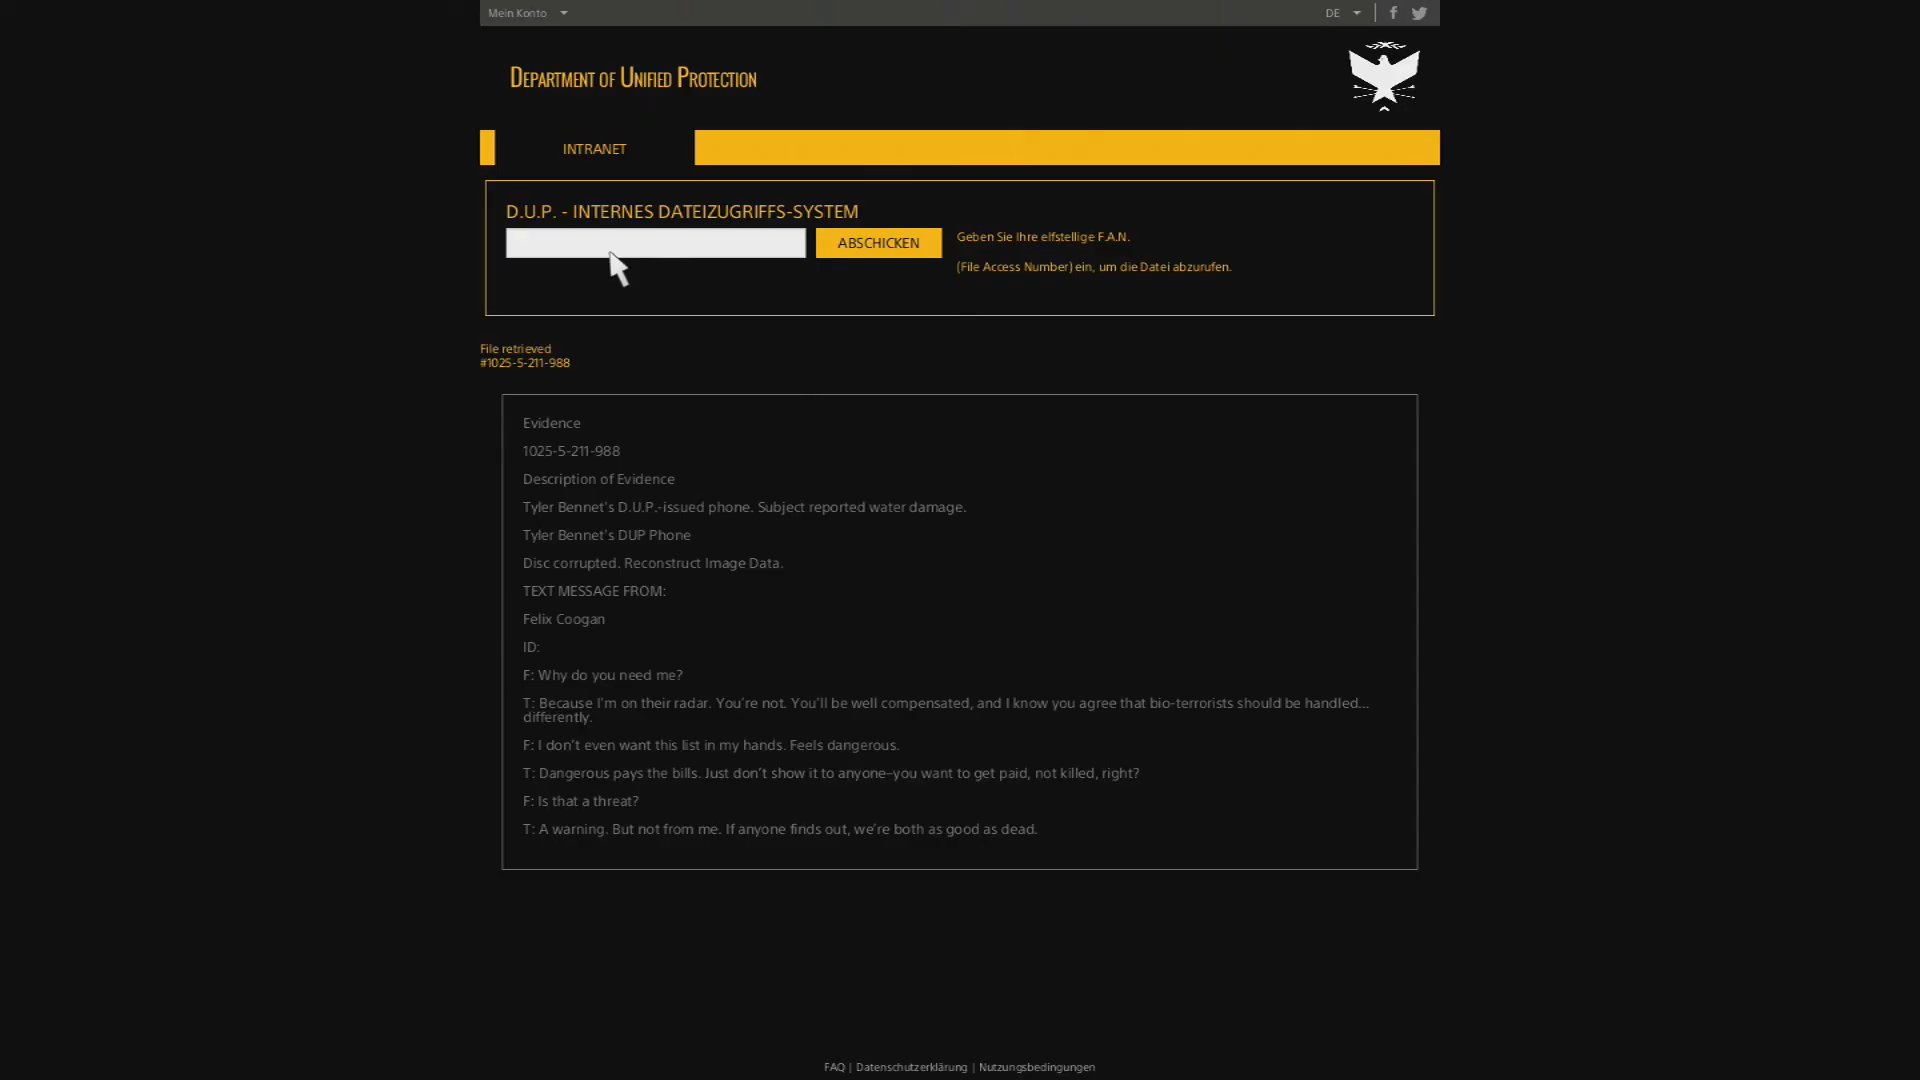 Mein Konto
DE
DEPARTMENT OF UNIFIED PROTECTION
INTRANET
D.U.P. - INTERNES DATEIZUGRIFFS-SYSTEM
ABSCHICKEN
Geben Sie Ihre elfstellige F.A.N.
(File Access Number) ein, um die Datei abzurufen.
File retrieved
#1025-5-211-988
Evidence
1025-5-211-988
Description of Evidence
Tyler Bennet's D.U.P.-issued phone. Subject reported water damage.
Tyler Bennet's DUP Phone
Disc corrupted. Reconstruct Image Data.
TEXT MESSAGE FROM:
Felix Coogan
ID:
F: Why do you need me?
T: Because I'm on their radar. You're not. You'll be well compensated, and I know you agree that bio-terrorists should be handled...
differently.
F: I don't even want this list in my hands. Feels dangerous.
T: Dangerous pays the bills. Just don't show it to anyone–you want to get paid, not killed, right?
F: Is that a threat?
T: A warning. But not from me. If anyone finds out, we're both as good as dead.
FAQ | Datenschutzerklärung | Nutzungsbedingungen